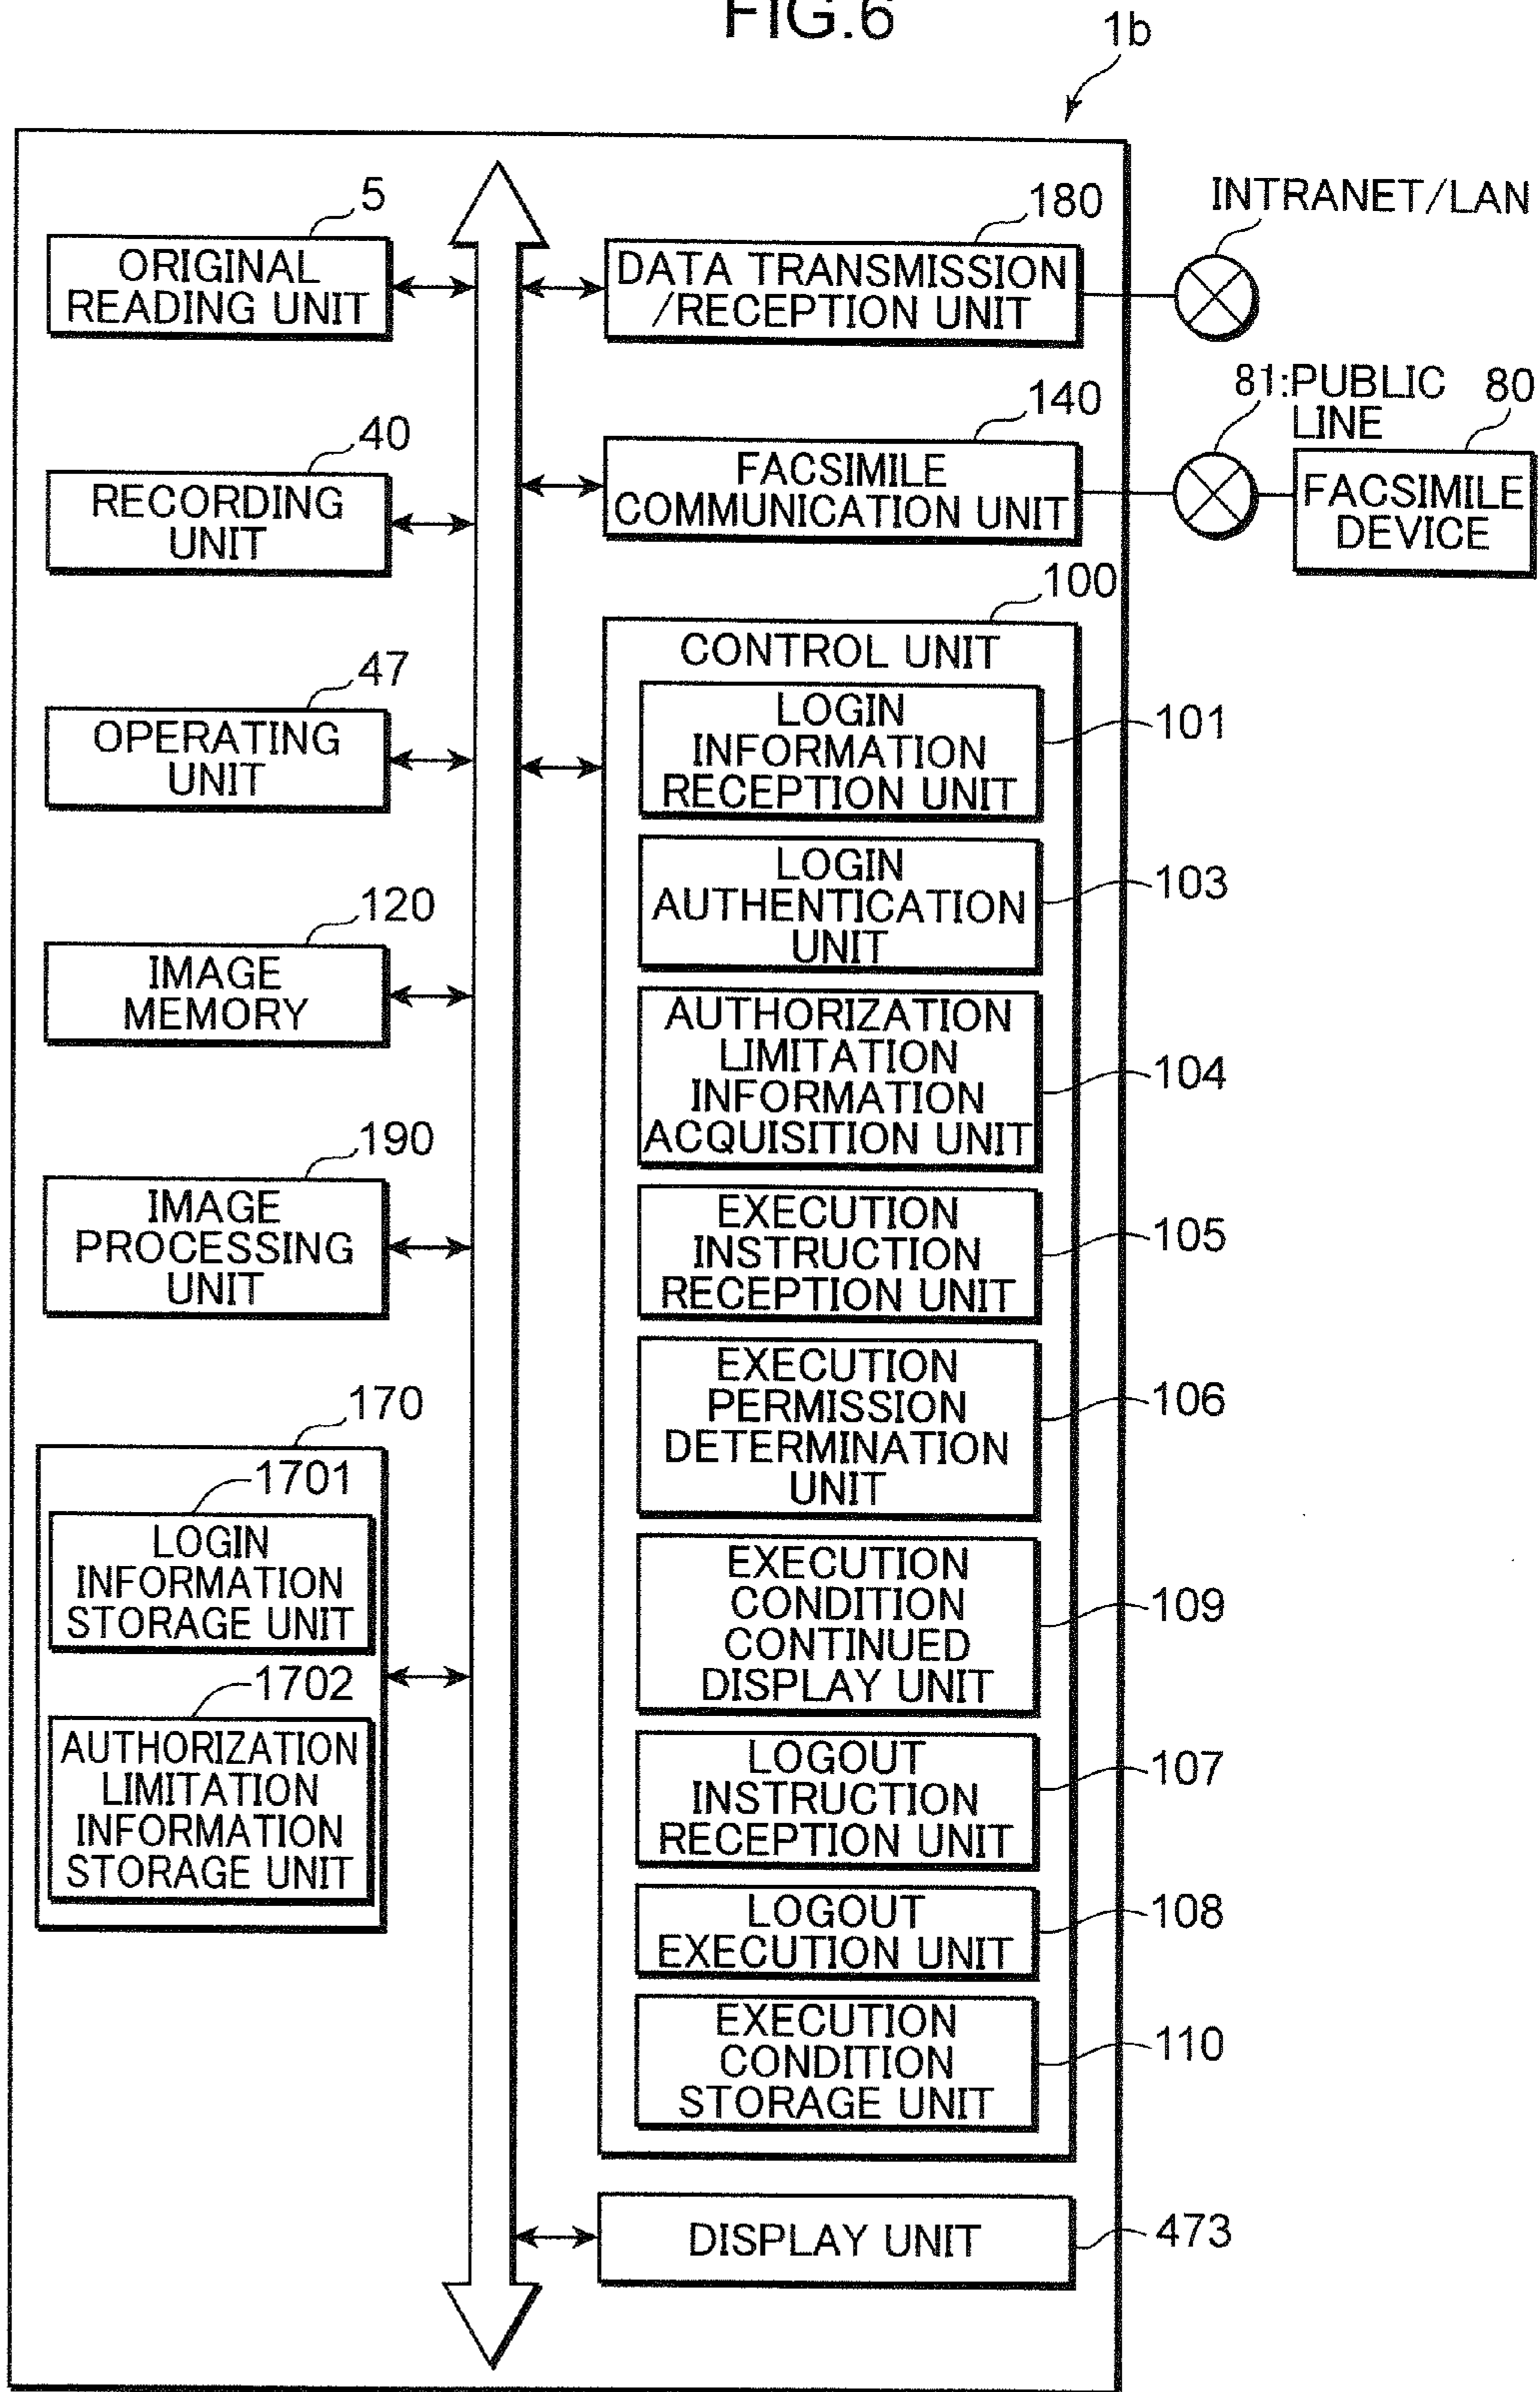 FIG.6
1b
5
ORIGINAL
READING UNIT
40
RECORDING
UNIT
47
OPERATING
UNIT
120
IMAGE
MEMORY
190
IMAGE
PROCESSING
UNIT
170
1701
LOGIN
INFORMATION
STORAGE UNIT
1702
AUTHORIZATION
LIMITATION
INFORMATION
STORAGE UNIT
180
DATA TRANSMISSION
/RECEPTION UNIT
INTRANET/LAN
140
FACSIMILE
COMMUNICATION UNIT
81:PUBLIC
LINE
80
FACSIMILE
DEVICE
100
CONTROL UNIT
LOGIN
INFORMATION
RECEPTION UNIT
101
LOGIN
AUTHENTICATION
UNIT
103
AUTHORIZATION
LIMITATION
INFORMATION
ACQUISITION UNIT
104
EXECUTION
INSTRUCTION
RECEPTION UNIT
105
EXECUTION
PERMISSION
DETERMINATION
UNIT
106
EXECUTION
CONDITION
CONTINUED
DISPLAY UNIT
109
LOGOUT
INSTRUCTION
RECEPTION UNIT
107
LOGOUT
EXECUTION UNIT
108
EXECUTION
CONDITION
STORAGE UNIT
110
DISPLAY UNIT
473